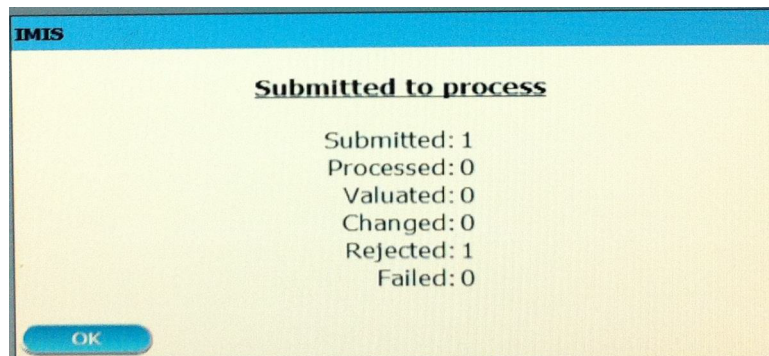 IMIS
Submitted to process
Submitted: 1
Processed: 0
Valuated: 0
Changed: 0
Rejected: 1
Failed: 0
OK